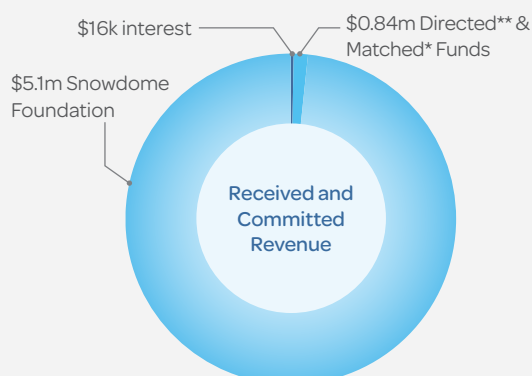 $16k interest
$0.84m Directed** &
Matched* Funds
$5.1m Snowdome
Foundation
Received and
Committed
Revenue